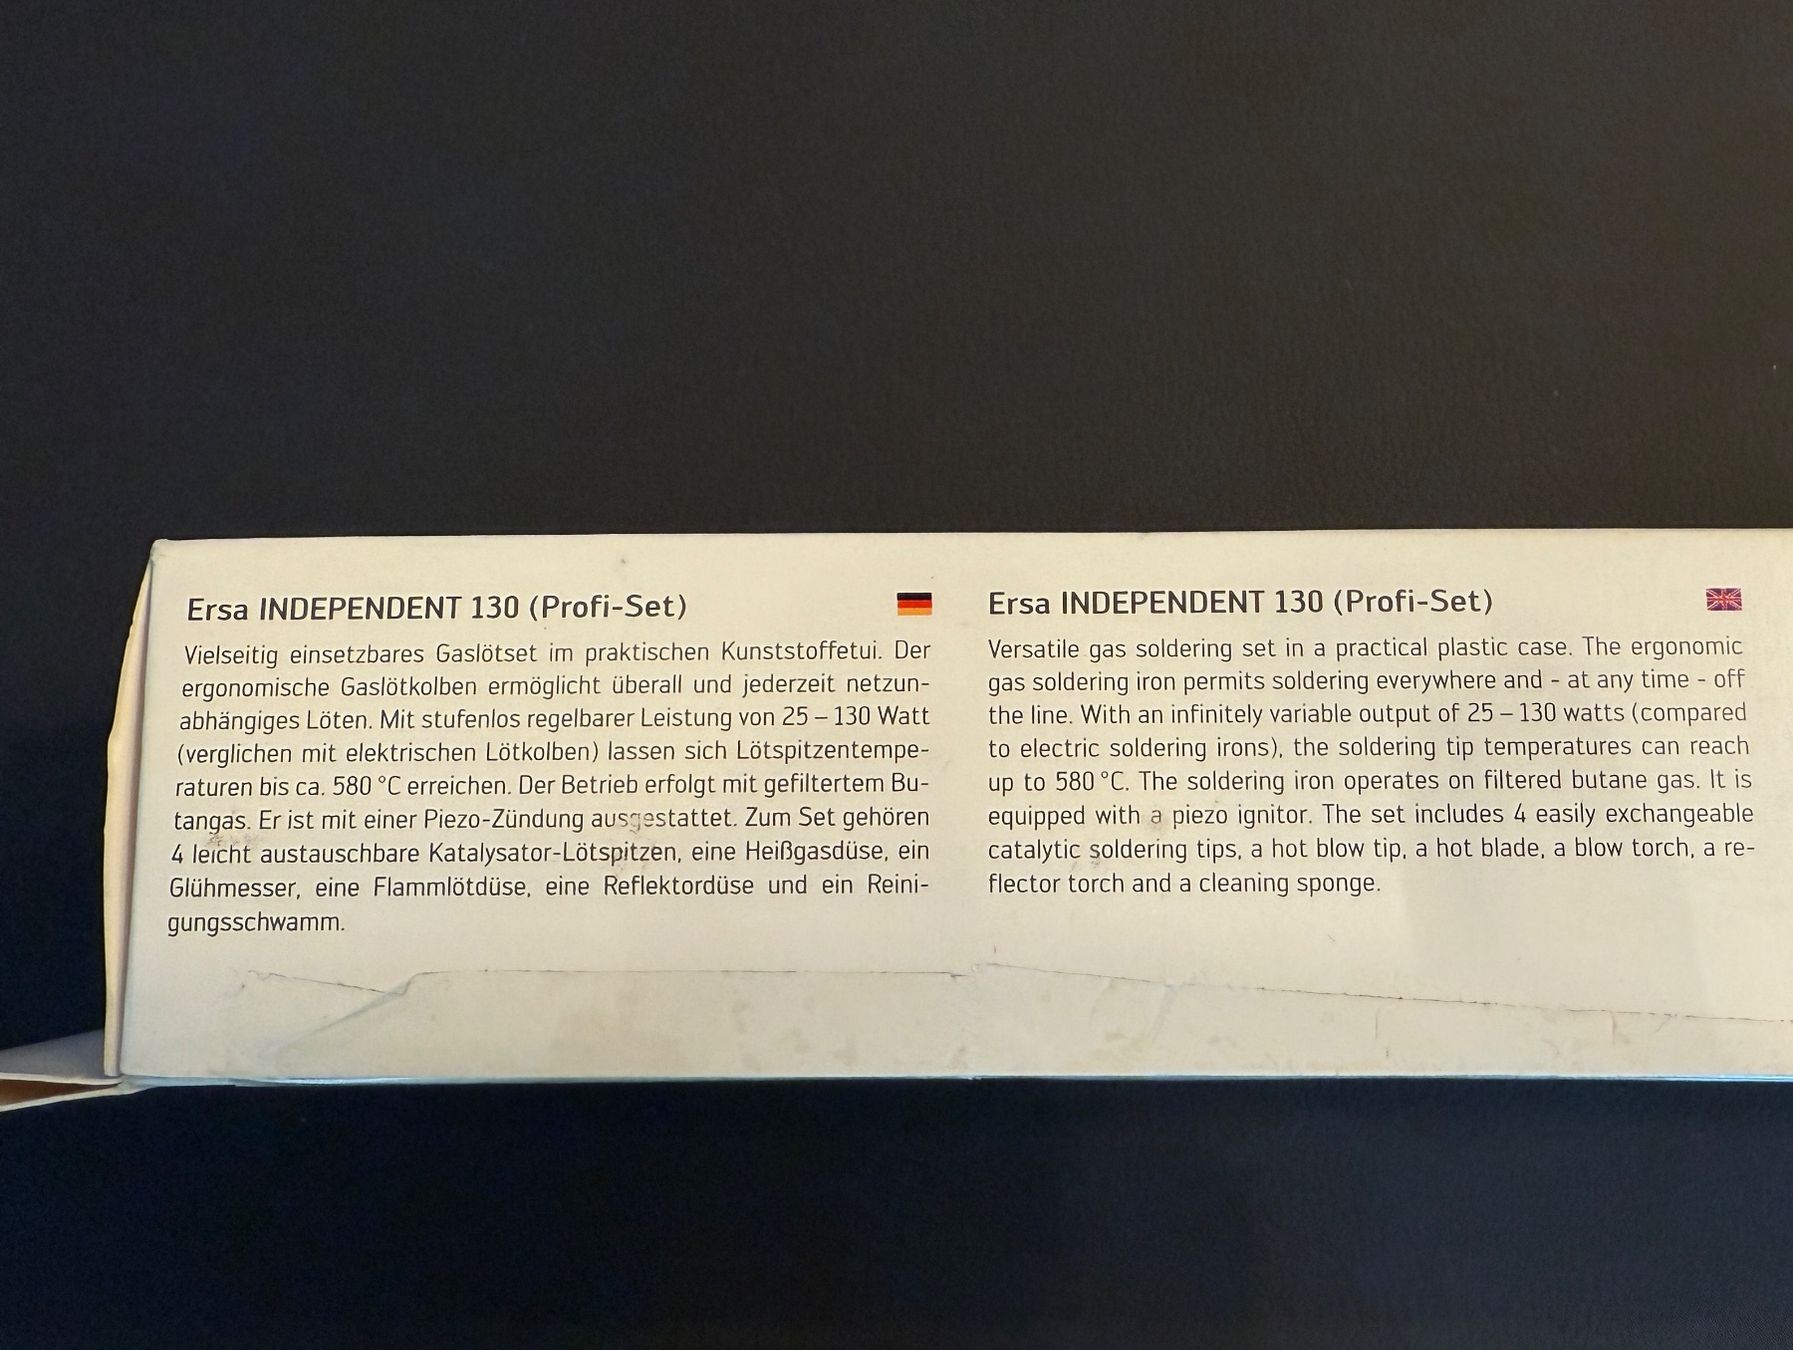 Ersa INDEPENDENT 130 (Profi-Set)
Vielseitig einsetzbares Gaslötset im praktischen Kunststoffetui. Der
ergonomische Gaslötkolben ermöglicht überall und jederzeit netzun-
abhängiges Löten. Mit stufenlos regelbarer Leistung von 25 – 130 Watt
(verglichen mit elektrischen Lötkolben) lassen sich Lötspitzentempe-
raturen bis ca. 580 °C erreichen. Der Betrieb erfolgt mit gefiltertem Bu-
tangas. Er ist mit einer Piezo-Zündung ausgestattet. Zum Set gehören
4 leicht austauschbare Katalysator-Lötspitzen, eine Heißgasdüse, ein
Glühmesser, eine Flammlötdüse, eine Reflektordüse und ein Reini-
gungsschwamm.
Ersa INDEPENDENT 130 (Profi-Set)
Versatile gas soldering set in a practical plastic case. The ergonomic
gas soldering iron permits soldering everywhere and - at any time - off
the line. With an infinitely variable output of 25 – 130 watts (compared
to electric soldering irons), the soldering tip temperatures can reach
up to 580 °C. The soldering iron operates on filtered butane gas. It is
equipped with a piezo ignitor. The set includes 4 easily exchangeable
catalytic soldering tips, a hot blow tip, a hot blade, a blow torch, a re-
flector torch and a cleaning sponge.